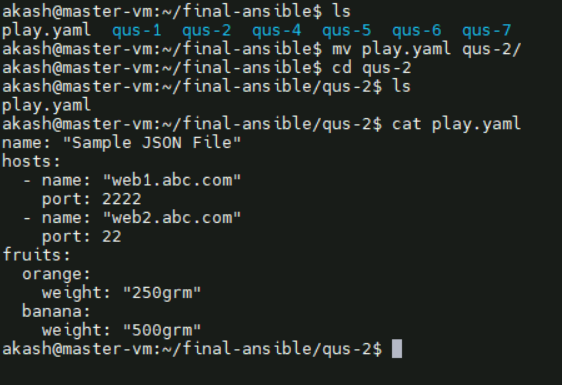 akash@master-vm:~/final-ansible$ ls
play.yaml  qus-1  qus-2  qus-4  qus-5  qus-6  qus-7
akash@master-vm:~/final-ansible$ mv play.yaml qus-2/
akash@master-vm:~/final-ansible$ cd qus-2
akash@master-vm:~/final-ansible/qus-2$ ls
play.yaml
akash@master-vm:~/final-ansible/qus-2$ cat play.yaml
name: "Sample JSON File"
hosts:
  - name: "web1.abc.com"
    port: 2222
  - name: "web2.abc.com"
    port: 22
fruits:
  orange:
    weight: "250grm"
  banana:
    weight: "500grm"
akash@master-vm:~/final-ansible/qus-2$